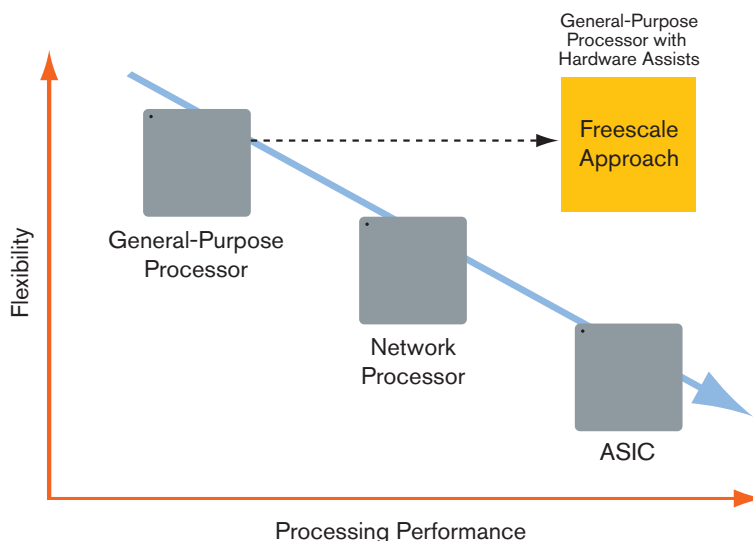 General-Purpose
Processor with
Hardware Assists
Freescale
Approach
General-Purpose
Processor
Flexibility
Network
Processor
ASIC
Processing Performance